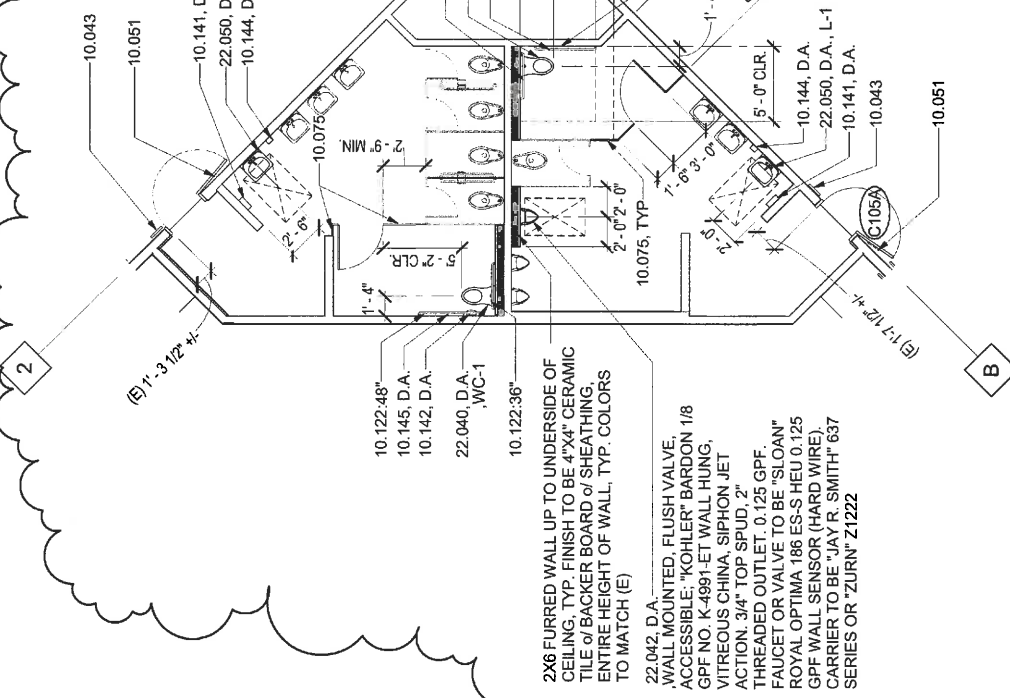 10.043
10.051
10.141, D
22.050, D
10.144, D
1' -
10.075
2' - 9" MIN.
5' - 0" CLR.
10.144, D.A.
22.050, D.A., L-1
10.141, D.A.
10.043
10.051
2' - 6"
1' - 6"
3' - 0"
2' - 0"
2' - 0"
2' - 0"
10.075, TYP
C105A
5' - 2" CLR.
1' - 4"
2
(E) 1' - 3 1/2" +/-
(E) 1'-7 1/2" +/-
B
10.122:48"
10.145, D.A.
10.142, D.A.
22.040, D.A.
,WC-1
10.122:36"
2X6 FURRED WALL UP TO UNDERSIDE OF
CEILING, TYP. FINISH TO BE 4"X4" CERAMIC
TILE o/ BACKER BOARD o/ SHEATHING,
ENTIRE HEIGHT OF WALL, TYP. COLORS
TO MATCH (E)
22.042, D.A.
,WALL MOUNTED, FLUSH VALVE,
ACCESSIBLE; "KOHLER" BARDON 1/8
GPF NO. K-4991-ET WALL HUNG,
VITREOUS CHINA, SIPHON JET
ACTION. 3/4" TOP SPUD, 2"
THREADED OUTLET. 0.125 GPF.
FAUCET OR VALVE TO BE "SLOAN"
ROYAL OPTIMA 186 ES-S HEU 0.125
GPF WALL SENSOR (HARD WIRE).
CARRIER TO BE "JAY R. SMITH" 637
SERIES OR "ZURN" Z1222